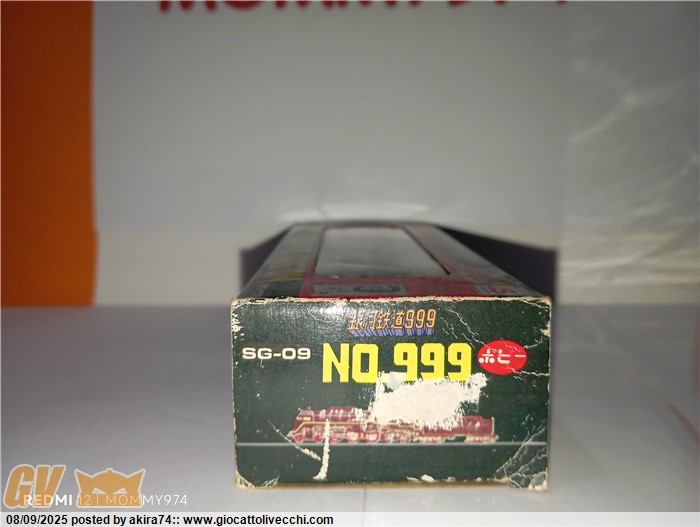 銀河鉄道999
SG-09
NO.999
ポピー
GV
REDMI 12 | MOMMY974
08/09/2025 posted by akira74:: www.giocattolivecchi.com